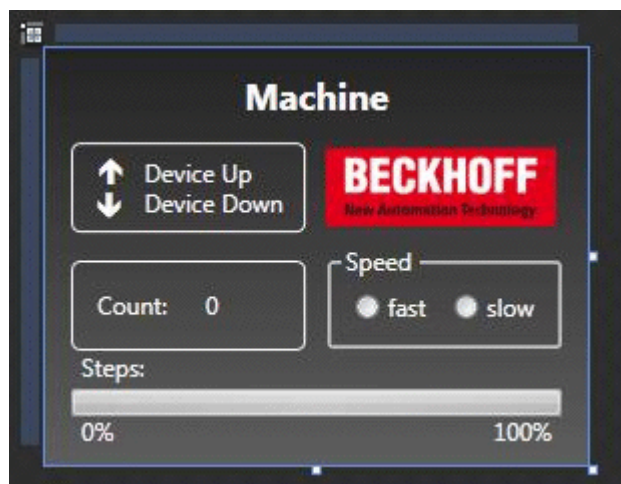 Machine
Device Up
Device Down
BECKHOFF
New Automation Technology
Count: 0
Speed
fast slow
Steps:
0% 100%